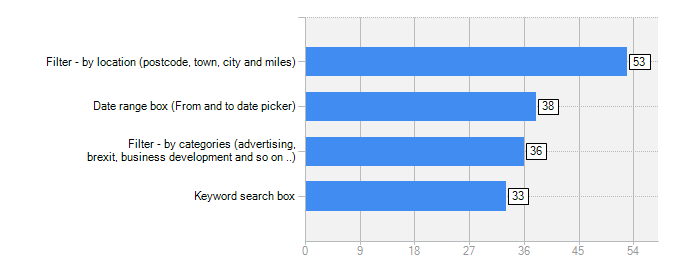 Filter - by location (postcode, town, city and miles)
53
Date range box (From and to date picker)
38
Filter - by categories (advertising,
brexit, business development and so on ..)
36
Keyword search box
33
0 9 18 27 36 45 54